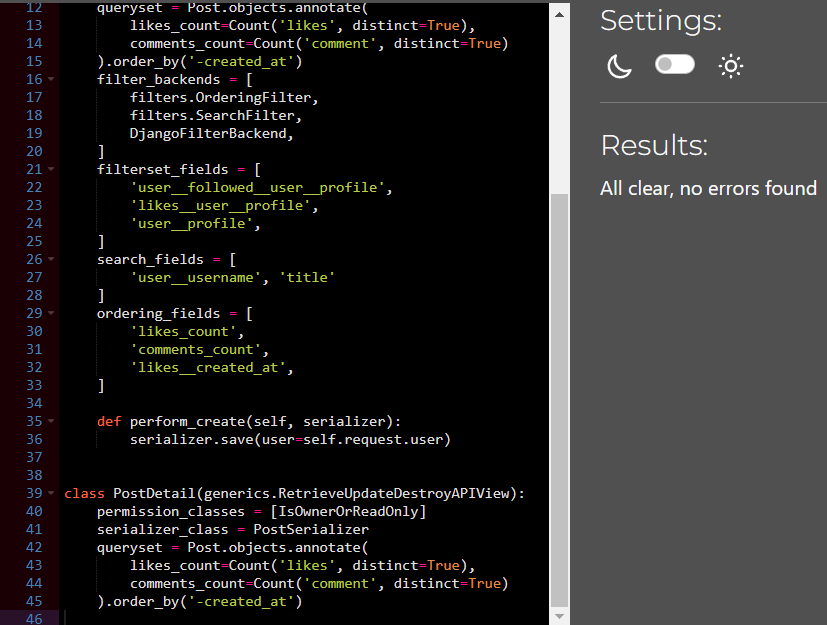 12 queryset = Post.objects.annotate(
13 likes_count=Count('likes', distinct=True),
14 comments_count=Count('comment', distinct=True)
15 ).order_by('-created_at')
16 filter_backends = [
17 filters.OrderingFilter,
18 filters.SearchFilter,
19 DjangoFilterBackend,
20 ]
21 filterset_fields = [
22 'user__followed__user__profile',
23 'likes__user__profile',
24 'user__profile',
25 ]
26 search_fields = [
27 'user__username', 'title'
28 ]
29 ordering_fields = [
30 'likes_count',
31 'comments_count',
32 'likes__created_at',
33 ]
34
35 def perform_create(self, serializer):
36 serializer.save(user=self.request.user)
37
38
39 class PostDetail(generics.RetrieveUpdateDestroyAPIView):
40 permission_classes = [IsOwnerOrReadOnly]
41 serializer_class = PostSerializer
42 queryset = Post.objects.annotate(
43 likes_count=Count('likes', distinct=True),
44 comments_count=Count('comment', distinct=True)
45 ).order_by('-created_at')
46
Settings:
Results:
All clear, no errors found